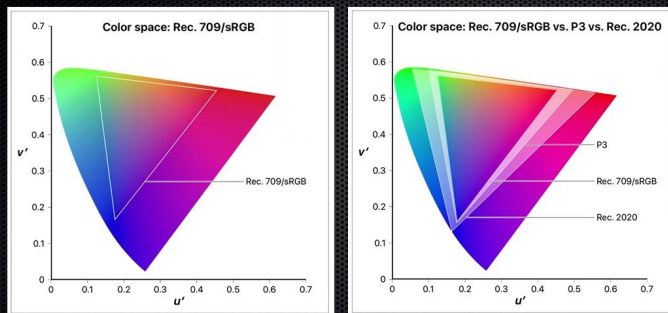 Color space: Rec. 709/sRGB
0.7
0.6
0.5
0.4
v′
0.3
0.2
0.1
0
Rec. 709/sRGB
0 0.1 0.2 0.3 0.4 0.5 0.6 0.7
u′
Color space: Rec. 709/sRGB vs. P3 vs. Rec. 2020
0.7
0.6
0.5
0.4
v′
0.3
0.2
0.1
0
P3
Rec. 709/sRGB
Rec. 2020
0 0.1 0.2 0.3 0.4 0.5 0.6 0.7
u′